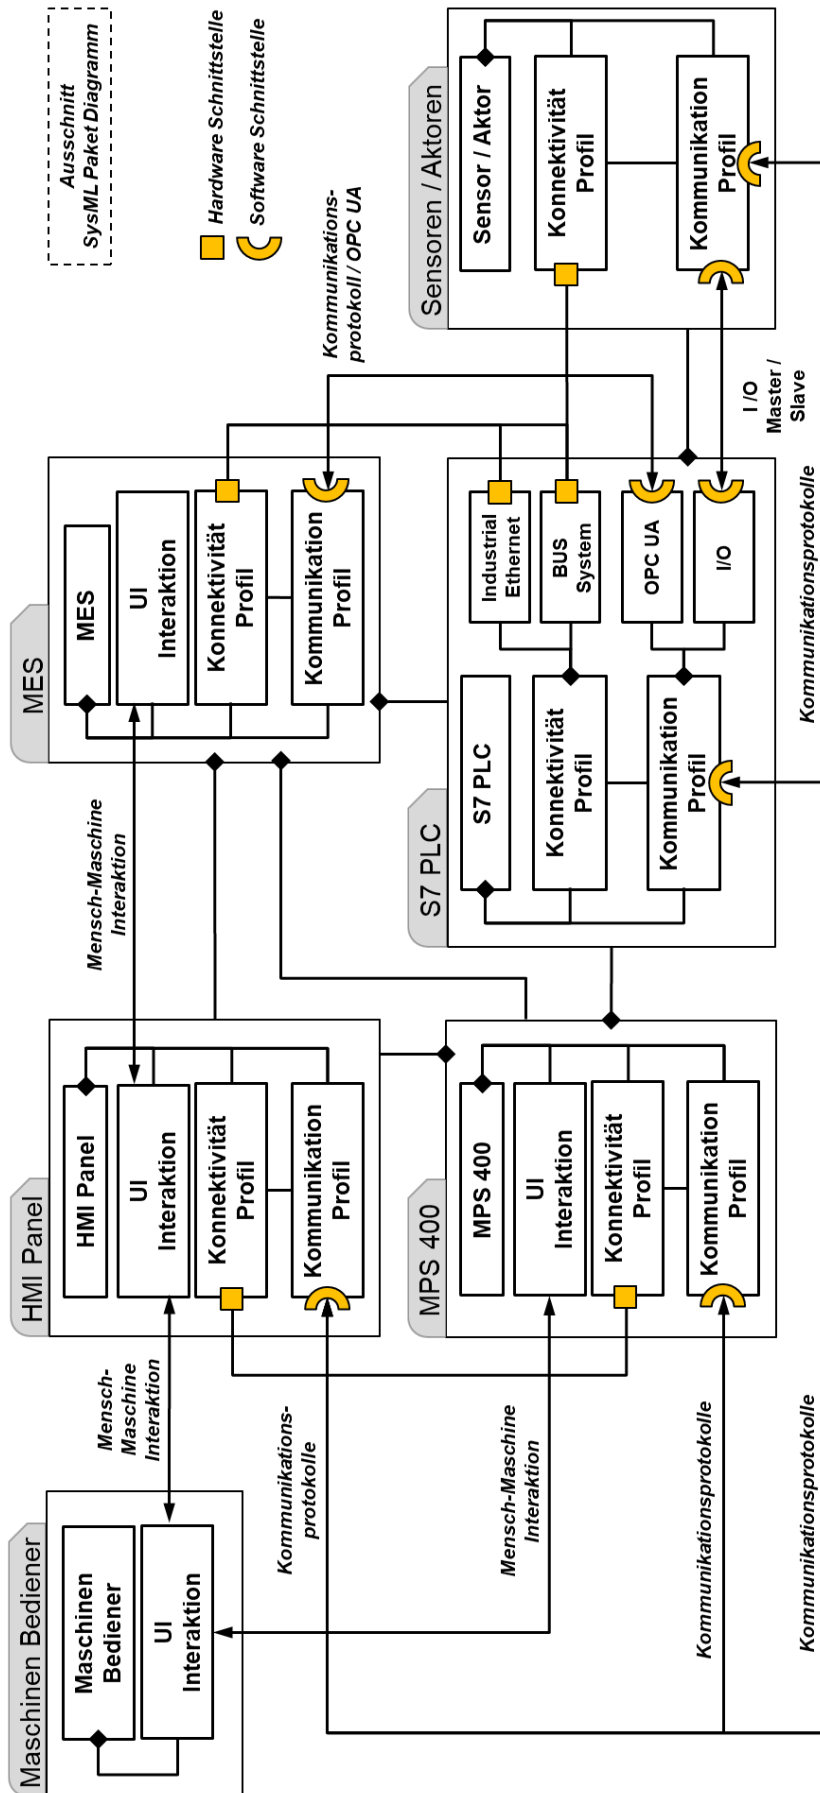 Ausschnitt
SysML Paket Diagramm
Hardware Schnittstelle
Software Schnittstelle
Maschinen Bediener
Maschinen
Bediener
UI
Interaktion
Mensch-
Maschine
Interaktion
HMI Panel
HMI Panel
UI
Interaktion
Konnektivität
Profil
Kommunikation
Profil
Mensch-Maschine
Interaktion
MES
MES
UI
Interaktion
Konnektivität
Profil
Kommunikation
Profil
Kommunikations-
protokoll / OPC UA
Kommunikations-
protokolle
Mensch-Maschine
Interaktion
MPS 400
MPS 400
UI
Interaktion
Konnektivität
Profil
Kommunikation
Profil
S7 PLC
S7 PLC
Konnektivität
Profil
Kommunikation
Profil
Industrial
Ethernet
BUS
System
OPC UA
I/O
I /O
Master /
Slave
Sensoren / Aktoren
Sensor / Aktor
Konnektivität
Profil
Kommunikation
Profil
Kommunikationsprotokolle
Kommunikationsprotokolle
Kommunikationsprotokolle